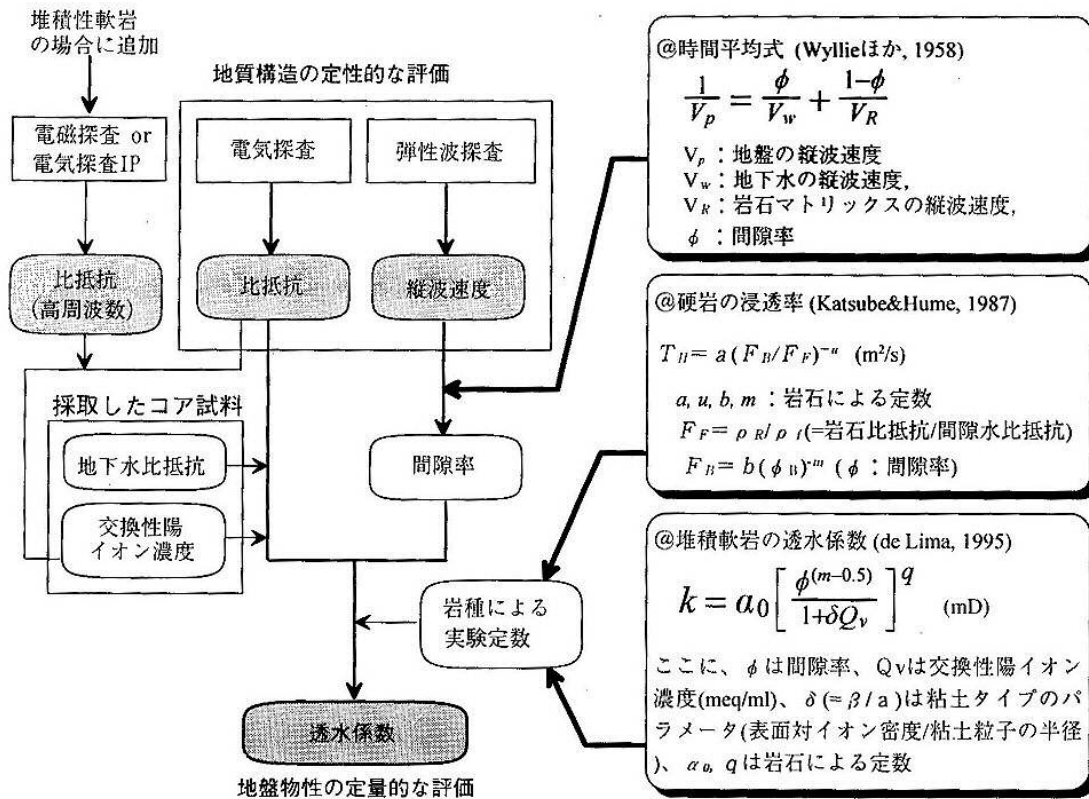 堆積性軟岩
の場合に追加
地質構造の定性的な評価
電磁探査 or
電気探査IP
電気探査
弾性波探査
比抵抗
(高周波数)
比抵抗
縦波速度
採取したコア試料
地下水比抵抗
交換性陽
イオン濃度
間隙率
岩種による
実験定数
透水係数
地盤物性の定量的な評価
@時間平均式 (Wyllieほか, 1958)
1/Vp = φ/Vw + 1−φ/VR
Vp：地盤の縦波速度
Vw：地下水の縦波速度,
VR：岩石マトリックスの縦波速度,
φ：間隙率
@硬岩の浸透率 (Katsube&Hume, 1987)
TH = a (FB/FF)^-u (m²/s)
a, u, b, m：岩石による定数
FF = ρR/ρf(=岩石比抵抗/間隙水比抵抗)
FB = b(φB)^-m (φ：間隙率)
@堆積軟岩の透水係数 (de Lima, 1995)
k = a0 [φ^(m−0.5) / 1+δQv]^q (mD)
ここに、φは間隙率、Qvは交換性陽イオン
濃度(meq/ml)、δ(=β/a)は粘土タイプのパ
ラメータ(表面対イオン密度/粘土粒子の半径
)、α0, qは岩石による定数